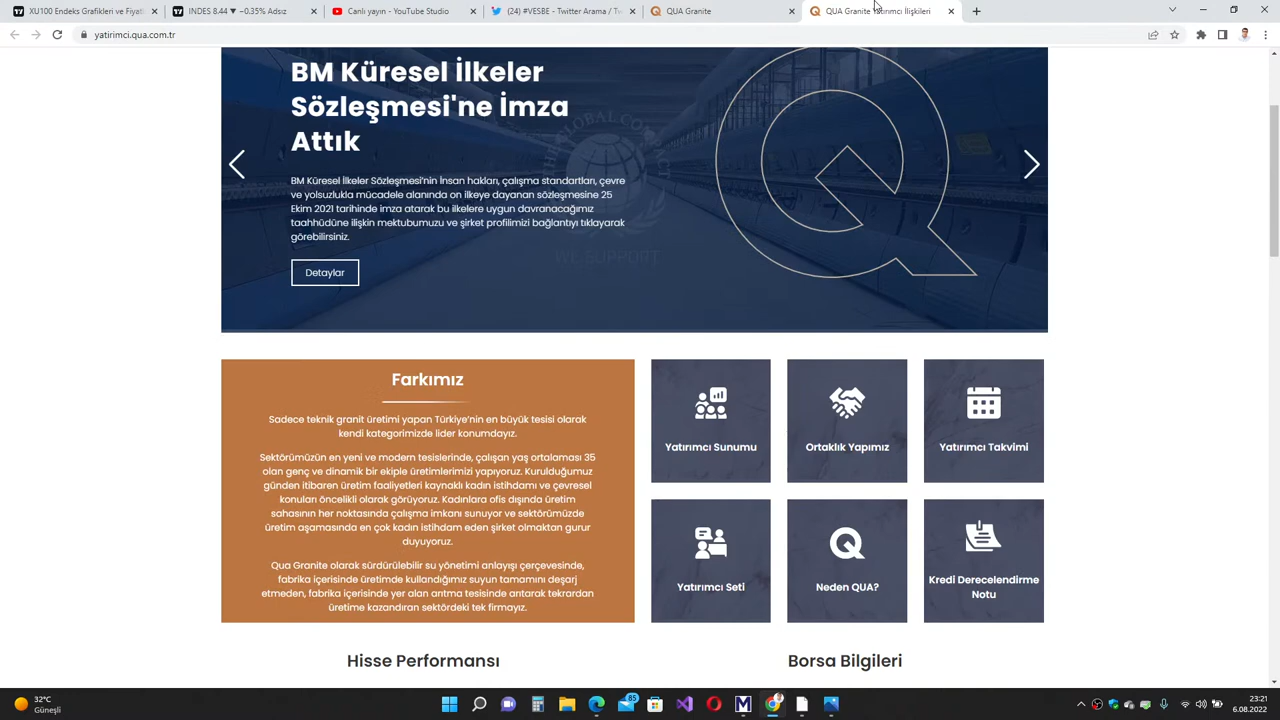 XU100 Endeks Grafikleri ve Fiyatl
INDES 8.44 ▼ −0.35% Adsız
Canlı yayın - YouTube Studio
(24) #VESBE - Twitter Arama / Tw
QUA Granite
QUA Granite Yatırımcı İlişkileri
yatirimci.qua.com.tr
BM Küresel İlkeler
Sözleşmesi'ne İmza
Attık
BM Küresel İlkeler Sözleşmesi'nin İnsan hakları, çalışma standartları, çevre
ve yolsuzlukla mücadele alanında on ilkeye dayanan sözleşmesine 25
Ekim 2021 tarihinde imza atarak bu ilkelere uygun davranacağımız
taahhüdüne ilişkin mektubumuzu ve şirket profilimizi bağlantıyı tıklayarak
görebilirsiniz.
Detaylar
WE SUPPORT
Farkımız
Sadece teknik granit üretimi yapan Türkiye'nin en büyük tesisi olarak
kendi kategorimizde lider konumdayız.
Sektörümüzün en yeni ve modern tesislerinde, çalışan yaş ortalaması 35
olan genç ve dinamik bir ekiple üretimlerimizi yapıyoruz. Kurulduğumuz
günden itibaren üretim faaliyetleri kaynaklı kadın istihdamı ve çevresel
konuları öncelikli olarak görüyoruz. Kadınlara ofis dışında üretim
sahasının her noktasında çalışma imkanı sunuyor ve sektörümüzde
üretim aşamasında en çok kadın istihdam eden şirket olmaktan gurur
duyuyoruz.
Qua Granite olarak sürdürülebilir su yönetimi anlayışı çerçevesinde,
fabrika içerisinde üretimde kullandığımız suyun tamamını deşarj
etmeden, fabrika içerisinde yer alan arıtma tesisinde arıtarak tekrardan
üretime kazandıran sektördeki tek firmayız.
Yatırımcı Sunumu
Ortaklık Yapımız
Yatırımcı Takvimi
Yatırımcı Seti
Neden QUA?
Kredi Derecelendirme
Notu
Hisse Performansı
Borsa Bilgileri
32°C
Güneşli
85
23:21
6.08.2022